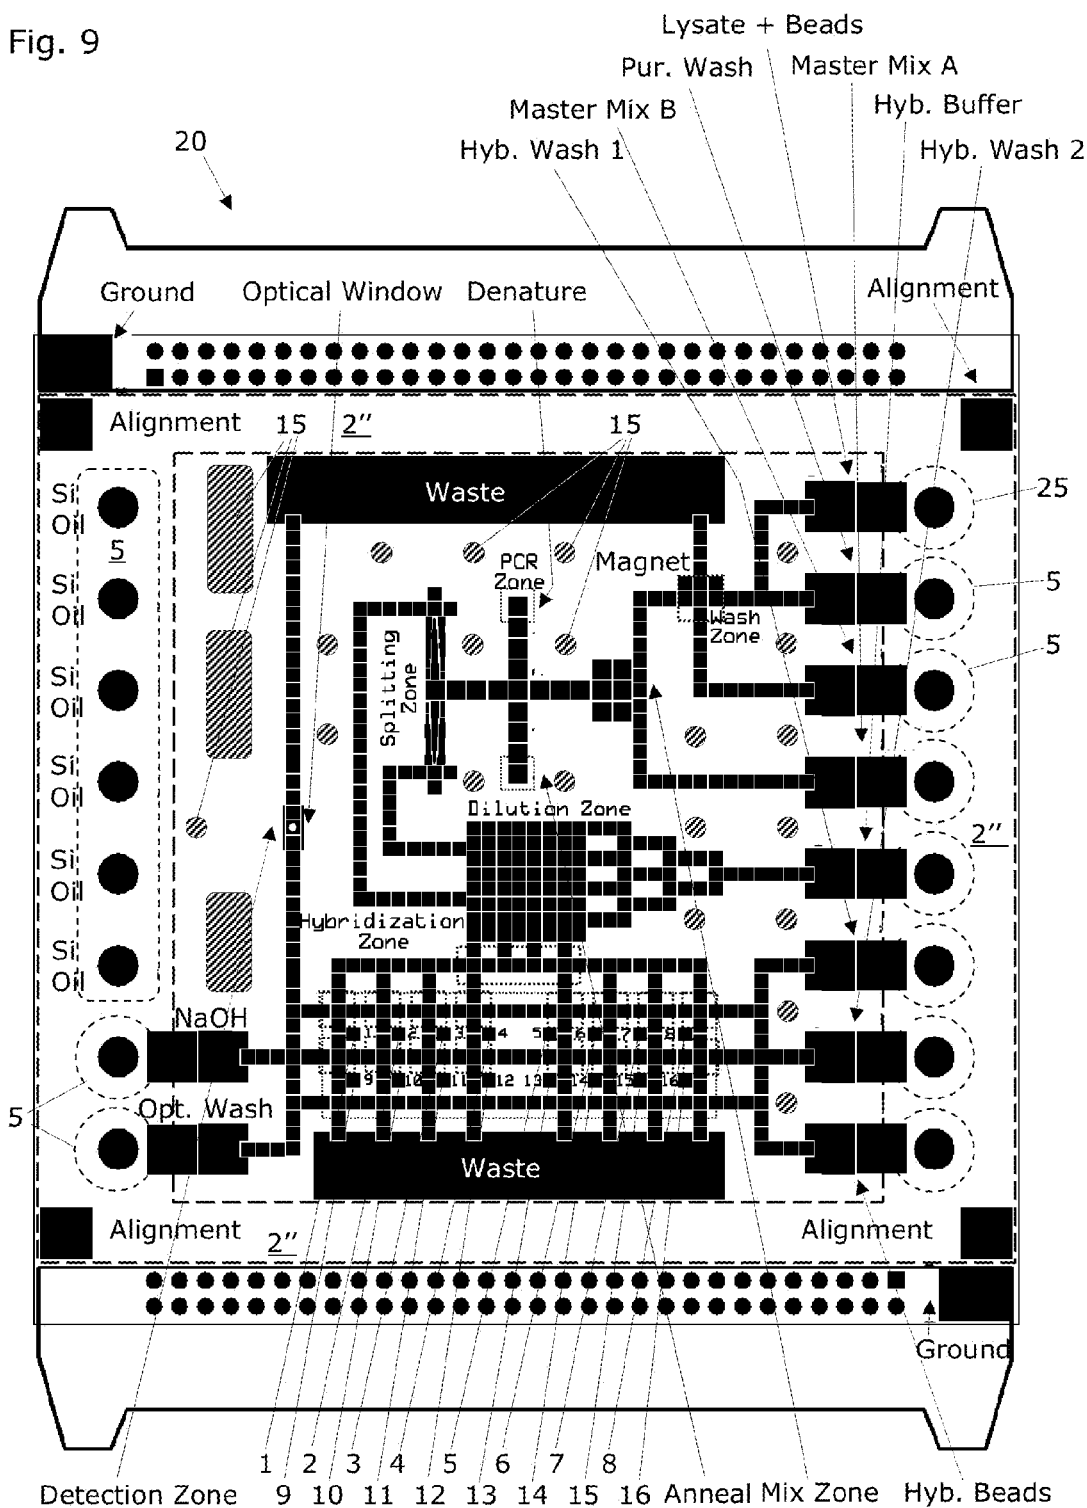 Fig. 9
Lysate + Beads
Pur. Wash
Master Mix A
Master Mix B
Hyb. Buffer
Hyb. Wash 1
Hyb. Wash 2
20
Ground
Optical Window
Denature
Alignment
Alignment
15
2''
15
Waste
Si
Oil
5
25
PCR
Zone
Magnet
Si
Oil
5
Wash
Zone
Splitting
Zone
Si
Oil
5
Si
Oil
Dilution Zone
2''
Si
Oil
Hybridization
Zone
Si
Oil
NaOH
1 2 3 4 5 6 7 8
9 10 11 12 13 14 15 16
Opt. Wash
5
Waste
Alignment
2''
Alignment
Ground
1 2 3 4 5 6 7 8
Detection Zone 9 10 11 12 13 14 15 16 Anneal Mix Zone Hyb. Beads